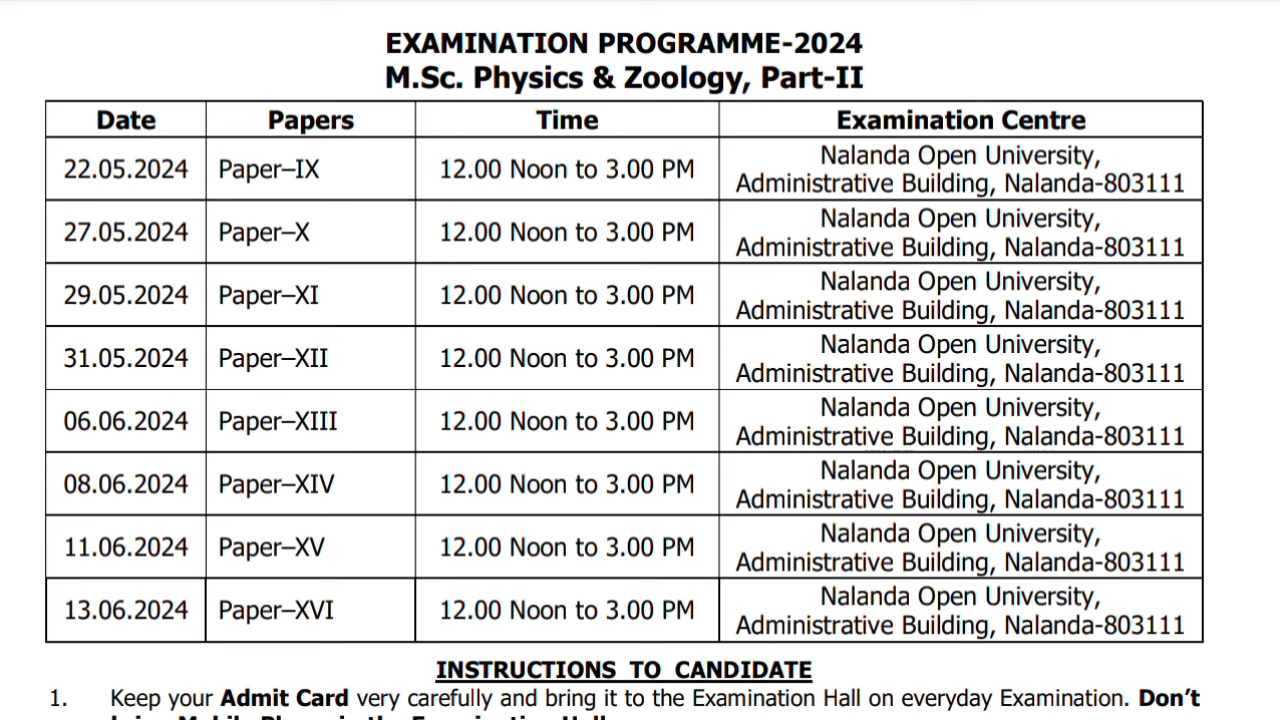 EXAMINATION PROGRAMME-2024
M.Sc. Physics & Zoology, Part-II
Date Papers Time Examination Centre
22.05.2024 Paper–IX 12.00 Noon to 3.00 PM Nalanda Open University,
Administrative Building, Nalanda-803111
27.05.2024 Paper–X 12.00 Noon to 3.00 PM Nalanda Open University,
Administrative Building, Nalanda-803111
29.05.2024 Paper–XI 12.00 Noon to 3.00 PM Nalanda Open University,
Administrative Building, Nalanda-803111
31.05.2024 Paper–XII 12.00 Noon to 3.00 PM Nalanda Open University,
Administrative Building, Nalanda-803111
06.06.2024 Paper–XIII 12.00 Noon to 3.00 PM Nalanda Open University,
Administrative Building, Nalanda-803111
08.06.2024 Paper–XIV 12.00 Noon to 3.00 PM Nalanda Open University,
Administrative Building, Nalanda-803111
11.06.2024 Paper–XV 12.00 Noon to 3.00 PM Nalanda Open University,
Administrative Building, Nalanda-803111
13.06.2024 Paper–XVI 12.00 Noon to 3.00 PM Nalanda Open University,
Administrative Building, Nalanda-803111
INSTRUCTIONS TO CANDIDATE
1. Keep your Admit Card very carefully and bring it to the Examination Hall on everyday Examination. Don't